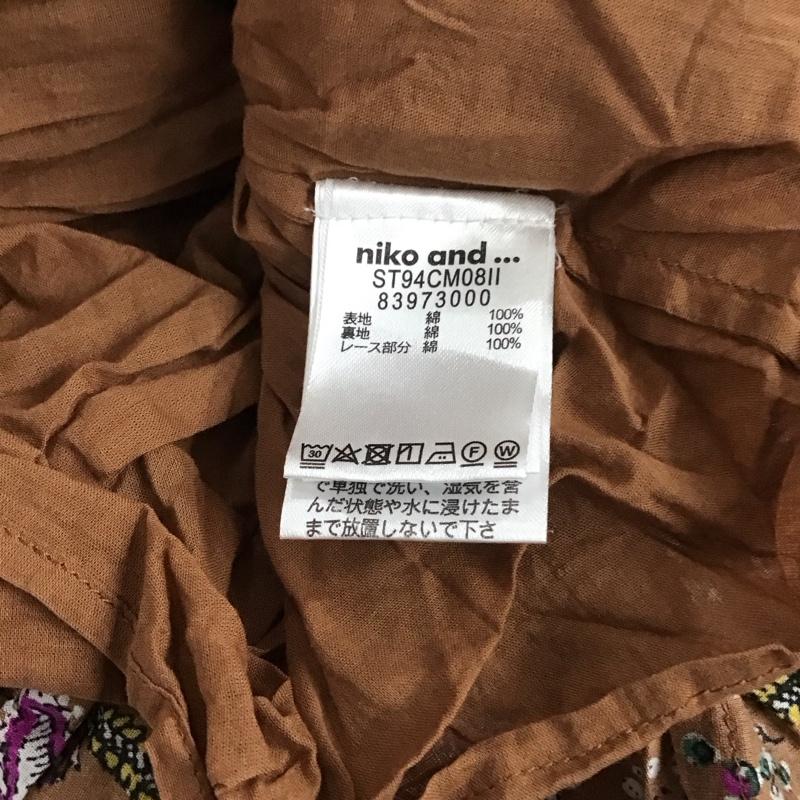 niko and ...
ST94CM08II
83973000
表地 綿 100%
裏地 綿 100%
レース部分 綿 100%
30 F W
で単独で洗い、湿気を含
んだ状態や水に浸けたま
まで放置しないで下さ